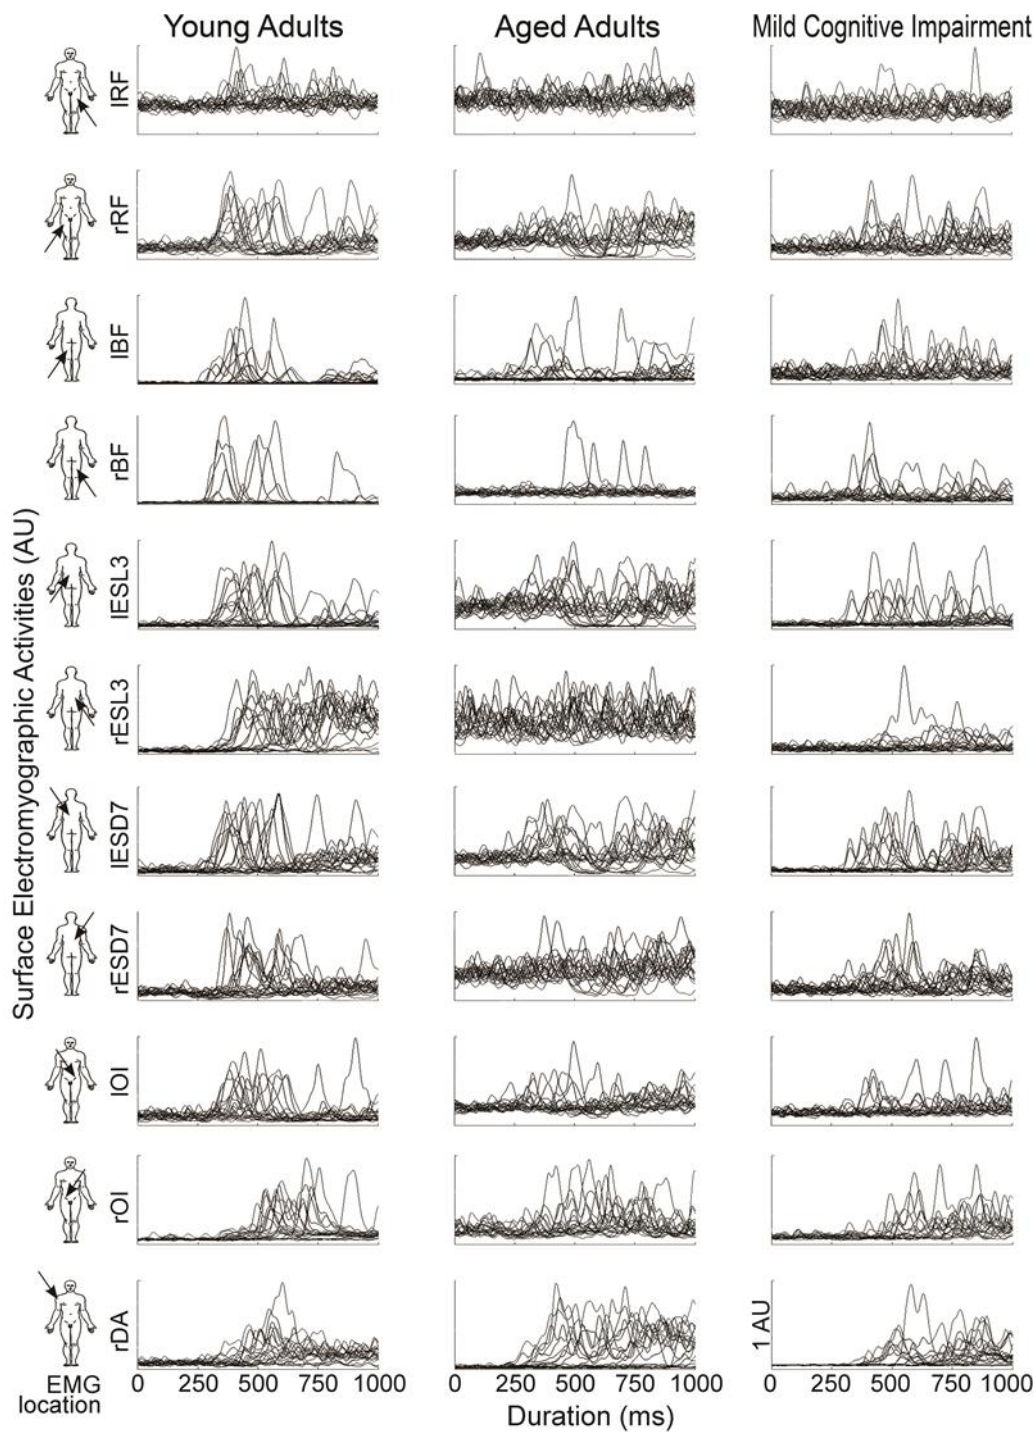 Young Adults Aged Adults Mild Cognitive Impairment
lRF
rRF
lBF
rBF
lESL3
rESL3
lESD7
rESD7
lOI
rOI
rDA
Surface Electromyographic Activities (AU)
1 AU
EMG location
0 250 500 750 1000 0 250 500 750 1000 0 250 500 750 1000
Duration (ms)